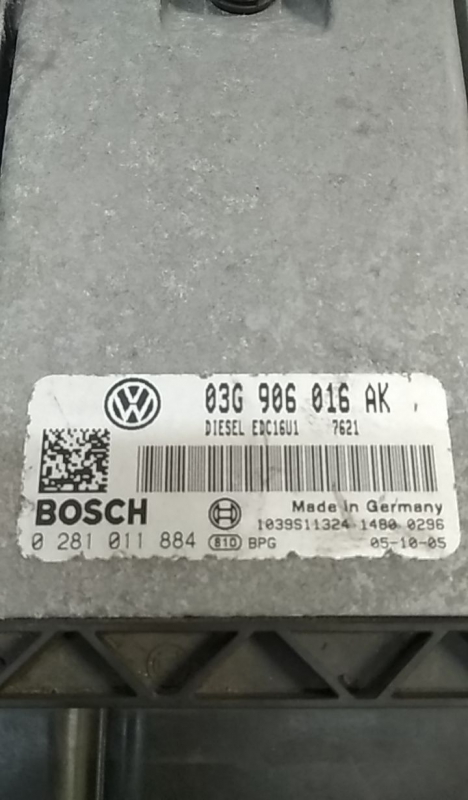 03G 906 016 AK
DIESEL EDC16U1 7621
BOSCH
Made in Germany
1039S11324 1480 0296
0 281 011 884 810 BPG 05-10-05